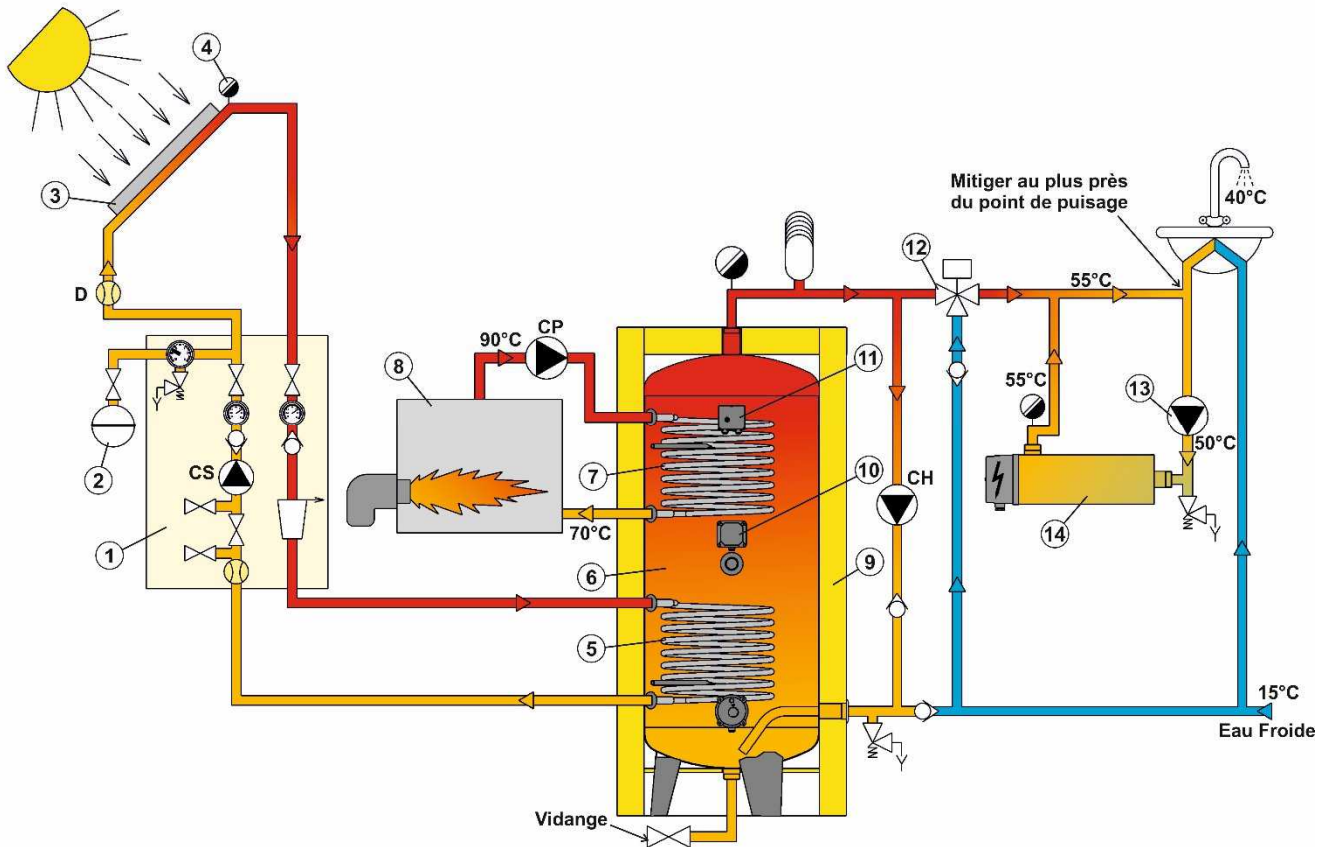 4
3
D
2
CS
1
90°C
CP
8
70°C
11
7
10
6
9
5
Vidange
CH
12
Mitiger au plus près
du point de puisage
40°C
55°C
55°C
13
50°C
14
15°C
Eau Froide